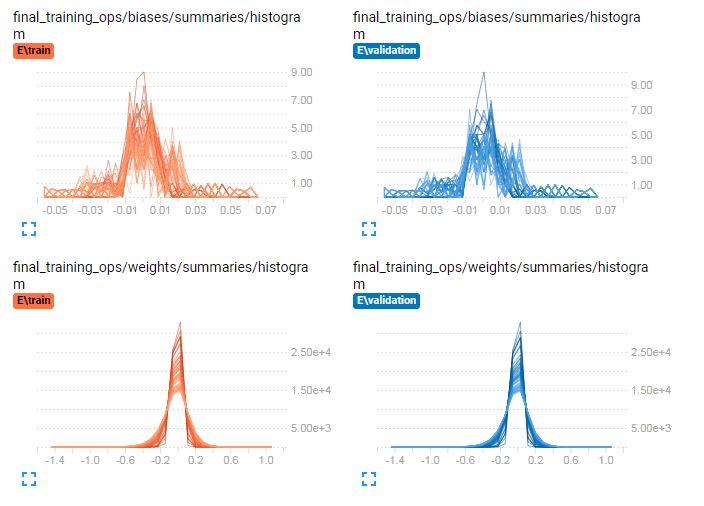 final_training_ops/biases/summaries/histogra
m
E\train
9.00
7.00
5.00
3.00
1.00
-0.05 -0.03 -0.01 0.01 0.03 0.05 0.07
final_training_ops/biases/summaries/histogra
m
E\validation
9.00
7.00
5.00
3.00
1.00
-0.05 -0.03 -0.01 0.01 0.03 0.05 0.07
final_training_ops/weights/summaries/histogra
m
E\train
2.50e+4
1.50e+4
5.00e+3
-1.4 -1.0 -0.6 -0.2 0.2 0.6 1.0
final_training_ops/weights/summaries/histogra
m
E\validation
2.50e+4
1.50e+4
5.00e+3
-1.4 -1.0 -0.6 -0.2 0.2 0.6 1.0